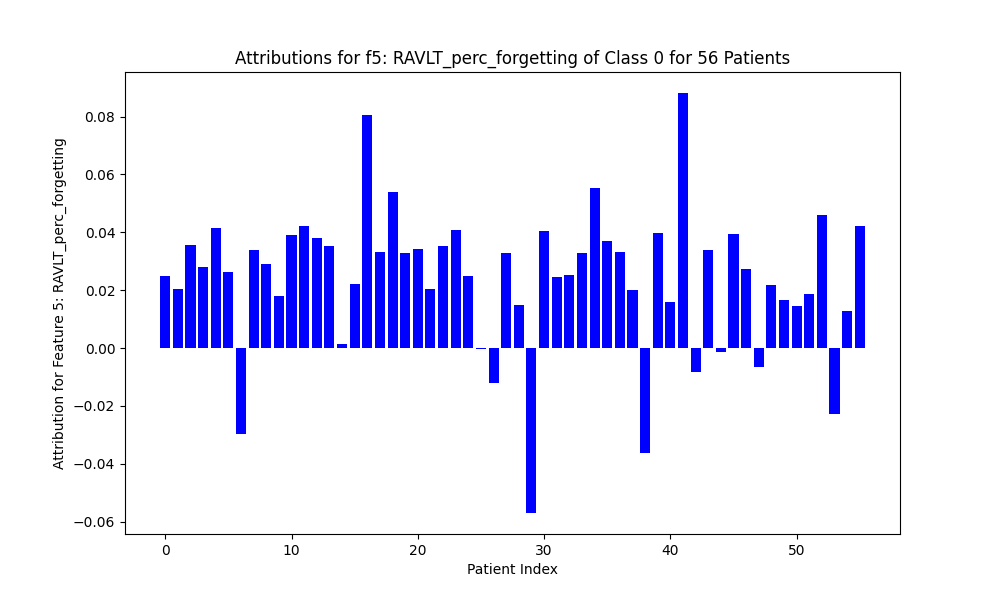 Attributions for f5: RAVLT_perc_forgetting of Class 0 for 56 Patients
Attribution for Feature 5: RAVLT_perc_forgetting
0.08
0.06
0.04
0.02
0.00
−0.02
−0.04
−0.06
0 10 20 30 40 50
Patient Index